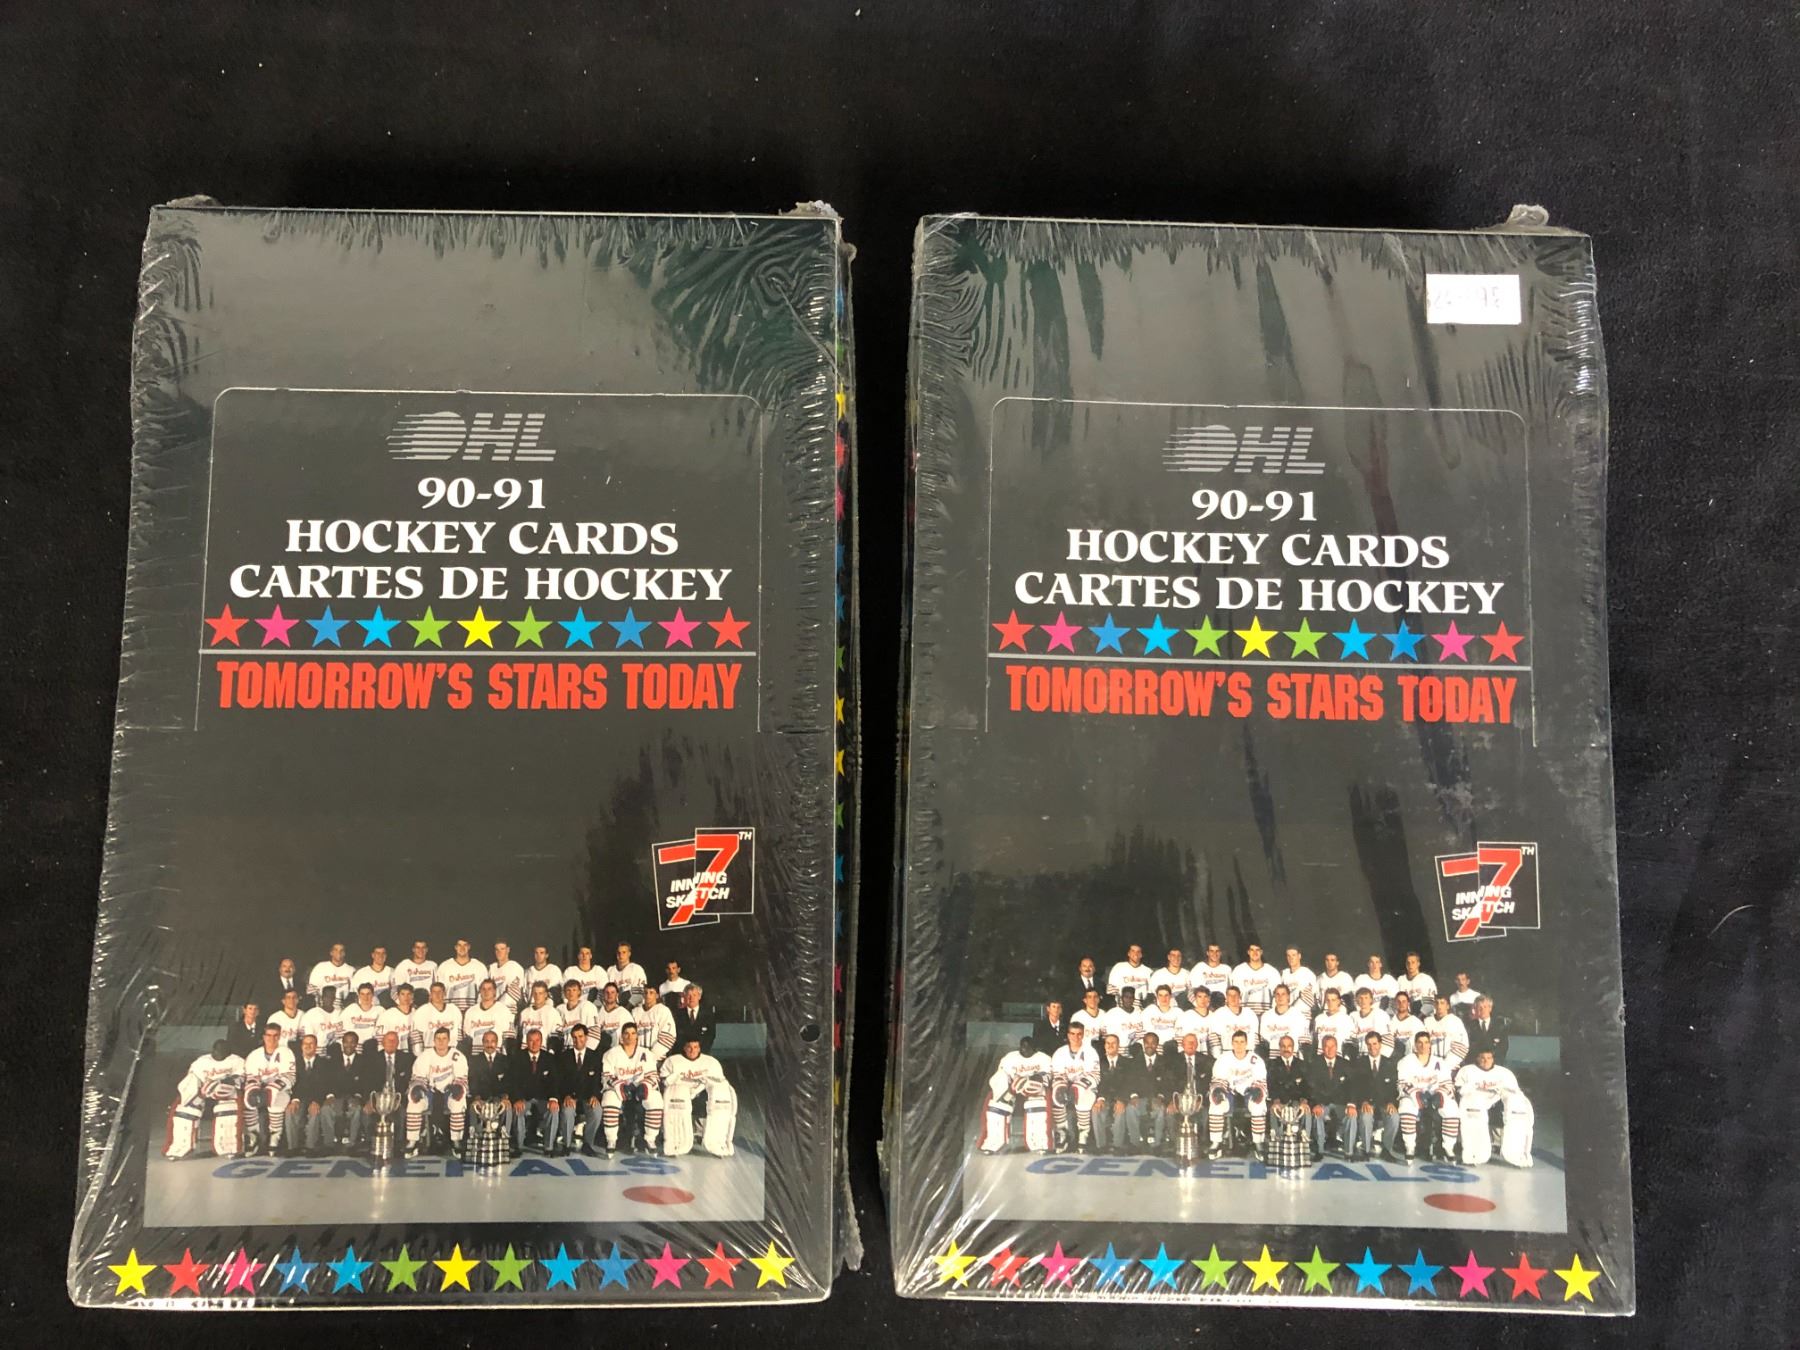 OHL
90-91
HOCKEY CARDS
CARTES DE HOCKEY
TOMORROW'S STARS TODAY
7TH
INNING
SKETCH
GENERALS
OHL
90-91
HOCKEY CARDS
CARTES DE HOCKEY
TOMORROW'S STARS TODAY
7TH
INNING
SKETCH
GENERALS